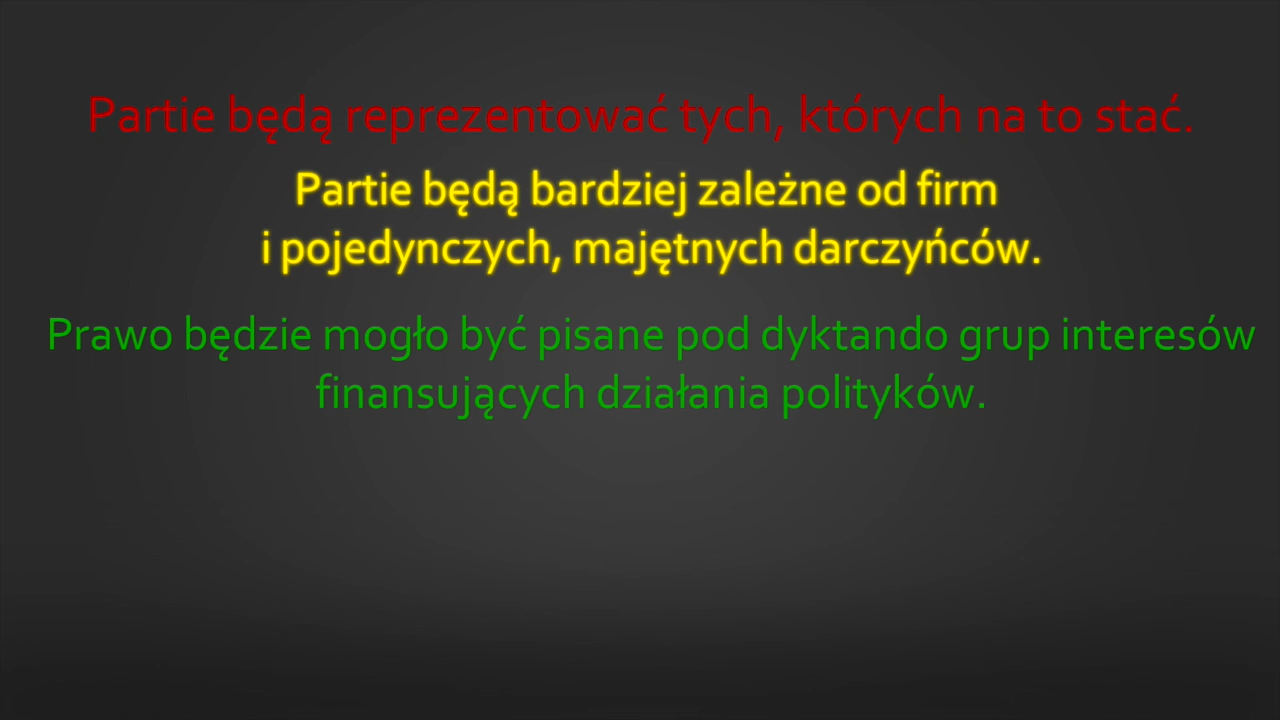 Partie będą reprezentować tych, których na to stać.
Partie będą bardziej zależne od firm
i pojedynczych, majętnych darczyńców.
Prawo będzie mogło być pisane pod dyktando grup interesów
finansujących działania polityków.